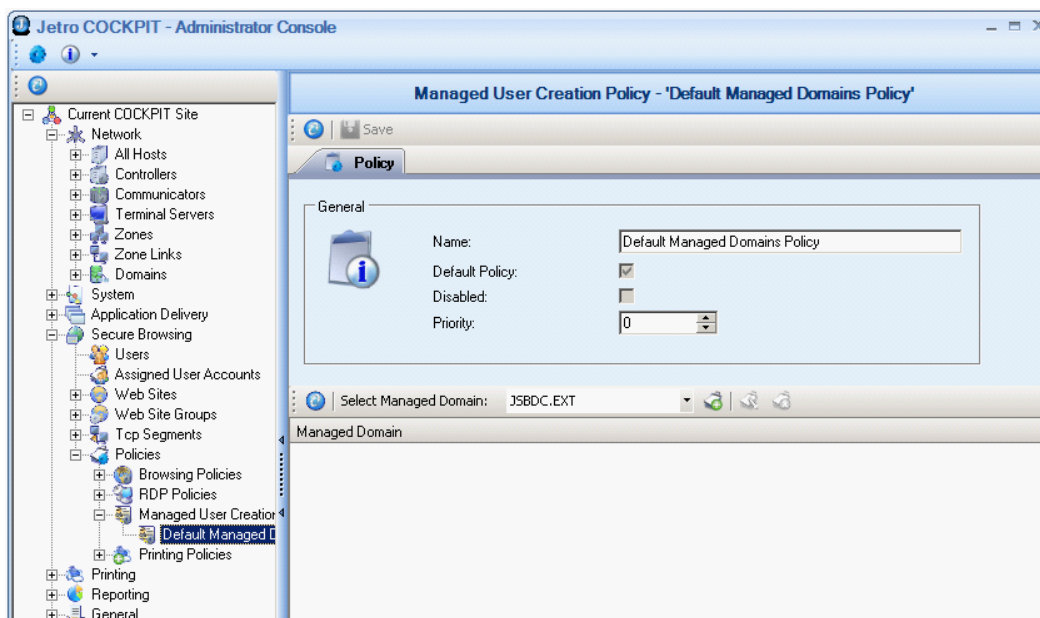 Jetro COCKPIT - Administrator Console
Current COCKPIT Site
Network
All Hosts
Controllers
Communicators
Terminal Servers
Zones
Zone Links
Domains
System
Application Delivery
Secure Browsing
Users
Assigned User Accounts
Web Sites
Web Site Groups
Tcp Segments
Policies
Browsing Policies
RDP Policies
Managed User Creation
Default Managed D
Printing Policies
Printing
Reporting
General
Managed User Creation Policy - 'Default Managed Domains Policy'
Save
Policy
General
Name: Default Managed Domains Policy
Default Policy:
Disabled:
Priority: 0
Select Managed Domain: JSBDC.EXT
Managed Domain